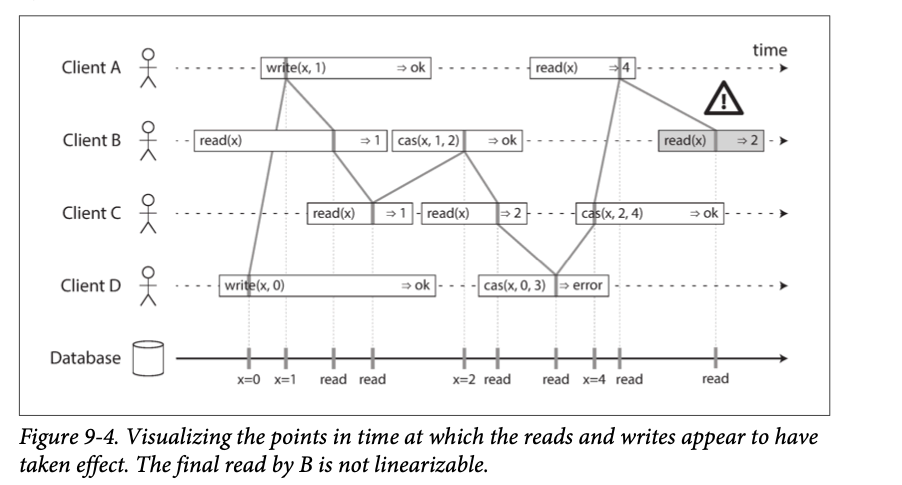 time
Client A write(x, 1) ⇒ ok read(x) ⇒ 4
Client B read(x) ⇒ 1 cas(x, 1, 2) ⇒ ok read(x) ⇒ 2
Client C read(x) ⇒ 1 read(x) ⇒ 2 cas(x, 2, 4) ⇒ ok
Client D write(x, 0) ⇒ ok cas(x, 0, 3) ⇒ error
Database
x=0 x=1 read read x=2 read read x=4 read read
Figure 9-4. Visualizing the points in time at which the reads and writes appear to have
taken effect. The final read by B is not linearizable.